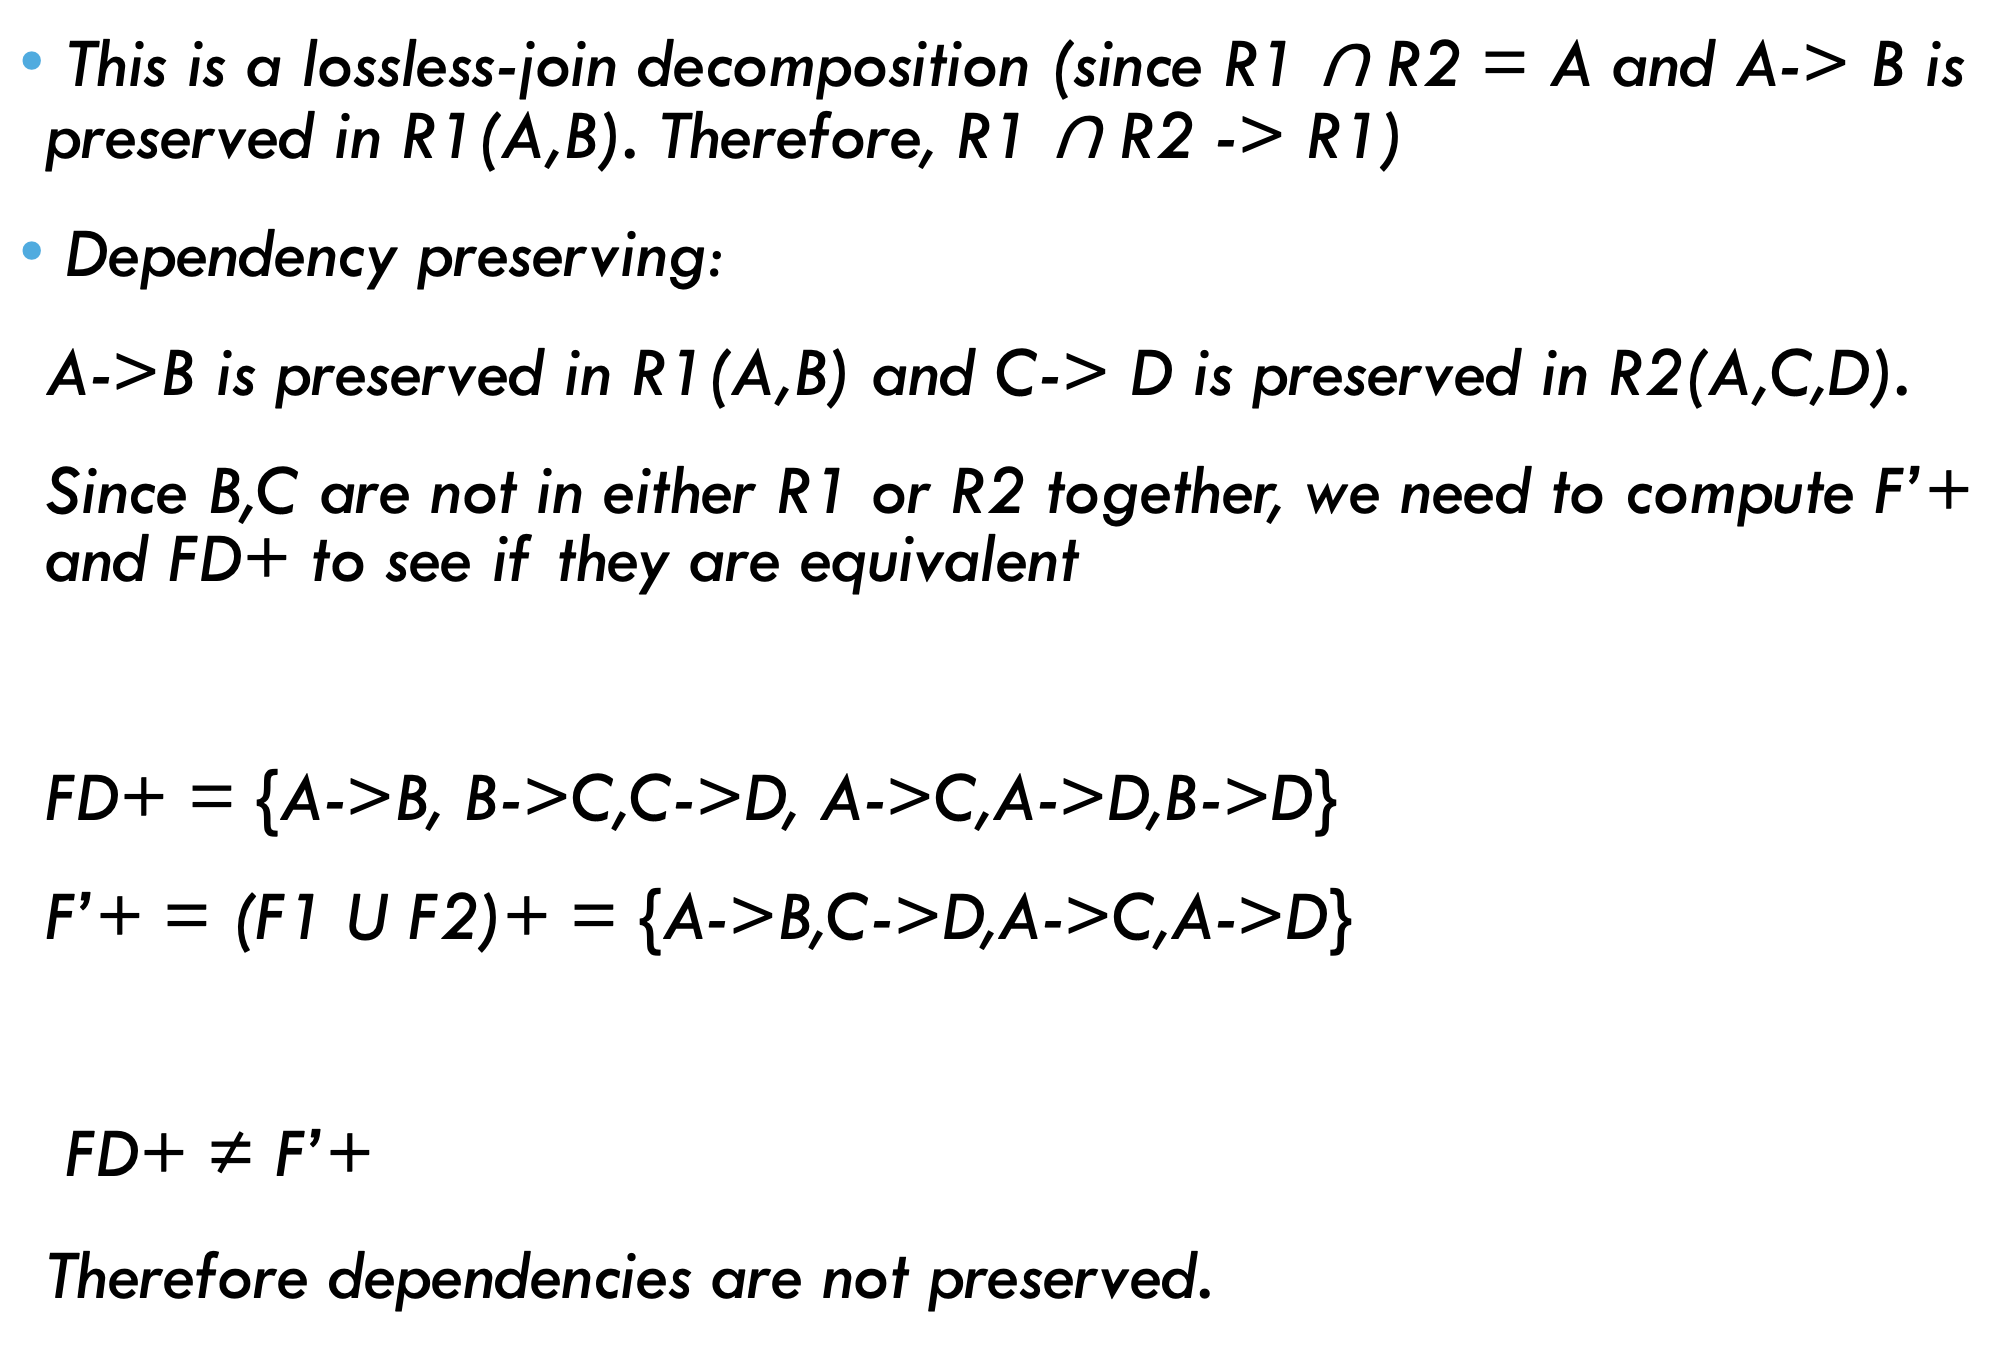 • This is a lossless-join decomposition (since R1 ∩ R2 = A and A-> B is
preserved in R1(A,B). Therefore, R1 ∩ R2 -> R1)
• Dependency preserving:
A->B is preserved in R1(A,B) and C-> D is preserved in R2(A,C,D).
Since B,C are not in either R1 or R2 together, we need to compute F’+
and FD+ to see if they are equivalent
FD+ = {A->B, B->C,C->D, A->C,A->D,B->D}
F’+ = (F1 U F2)+ = {A->B,C->D,A->C,A->D}
FD+ ≠ F’+
Therefore dependencies are not preserved.